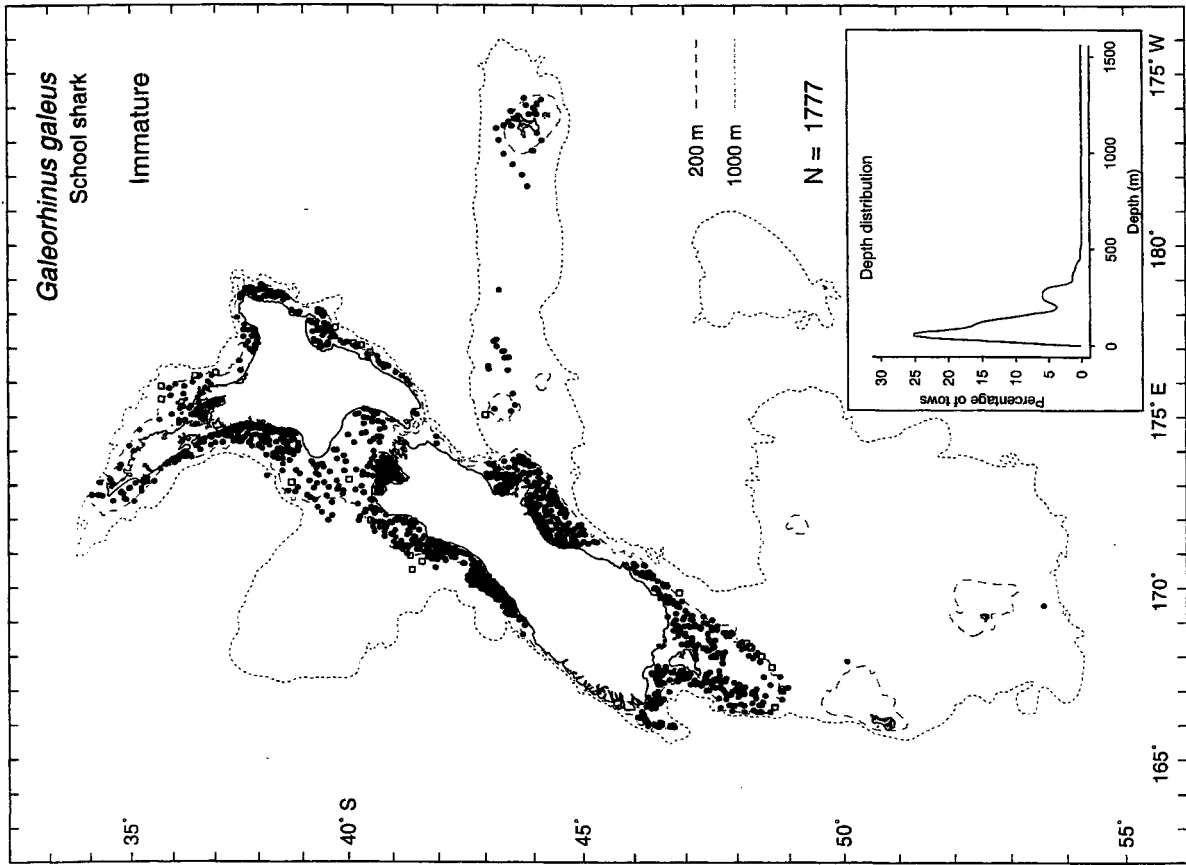 Galeorhinus galeus
School shark
Immature
35°
40° S
45°
50°
55°
165°
170°
175° E
180°
175° W
200 m
1000 m
N = 1777
Depth distribution
Percentage of tows
30
25
20
15
10
5
0
0
500
1000
1500
Depth (m)